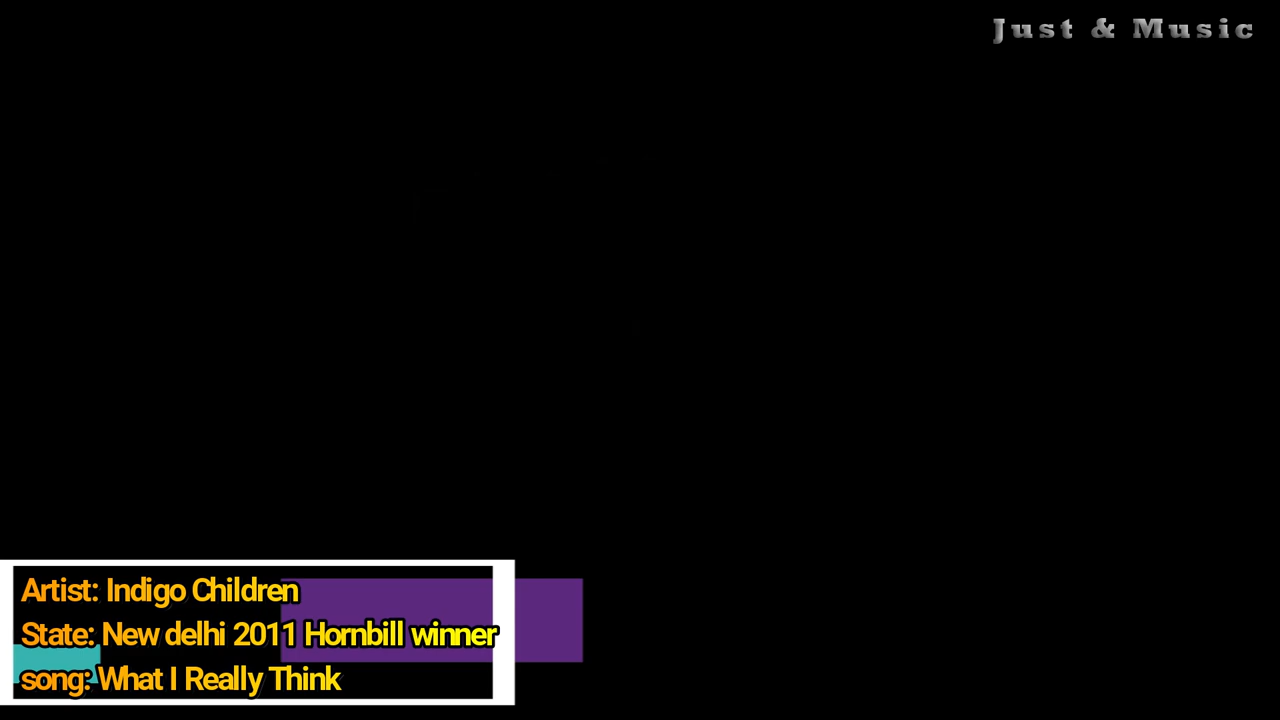 Just & Music
Artist: Indigo Children
State: New delhi 2011 Hornbill winner
song: What I Really Think